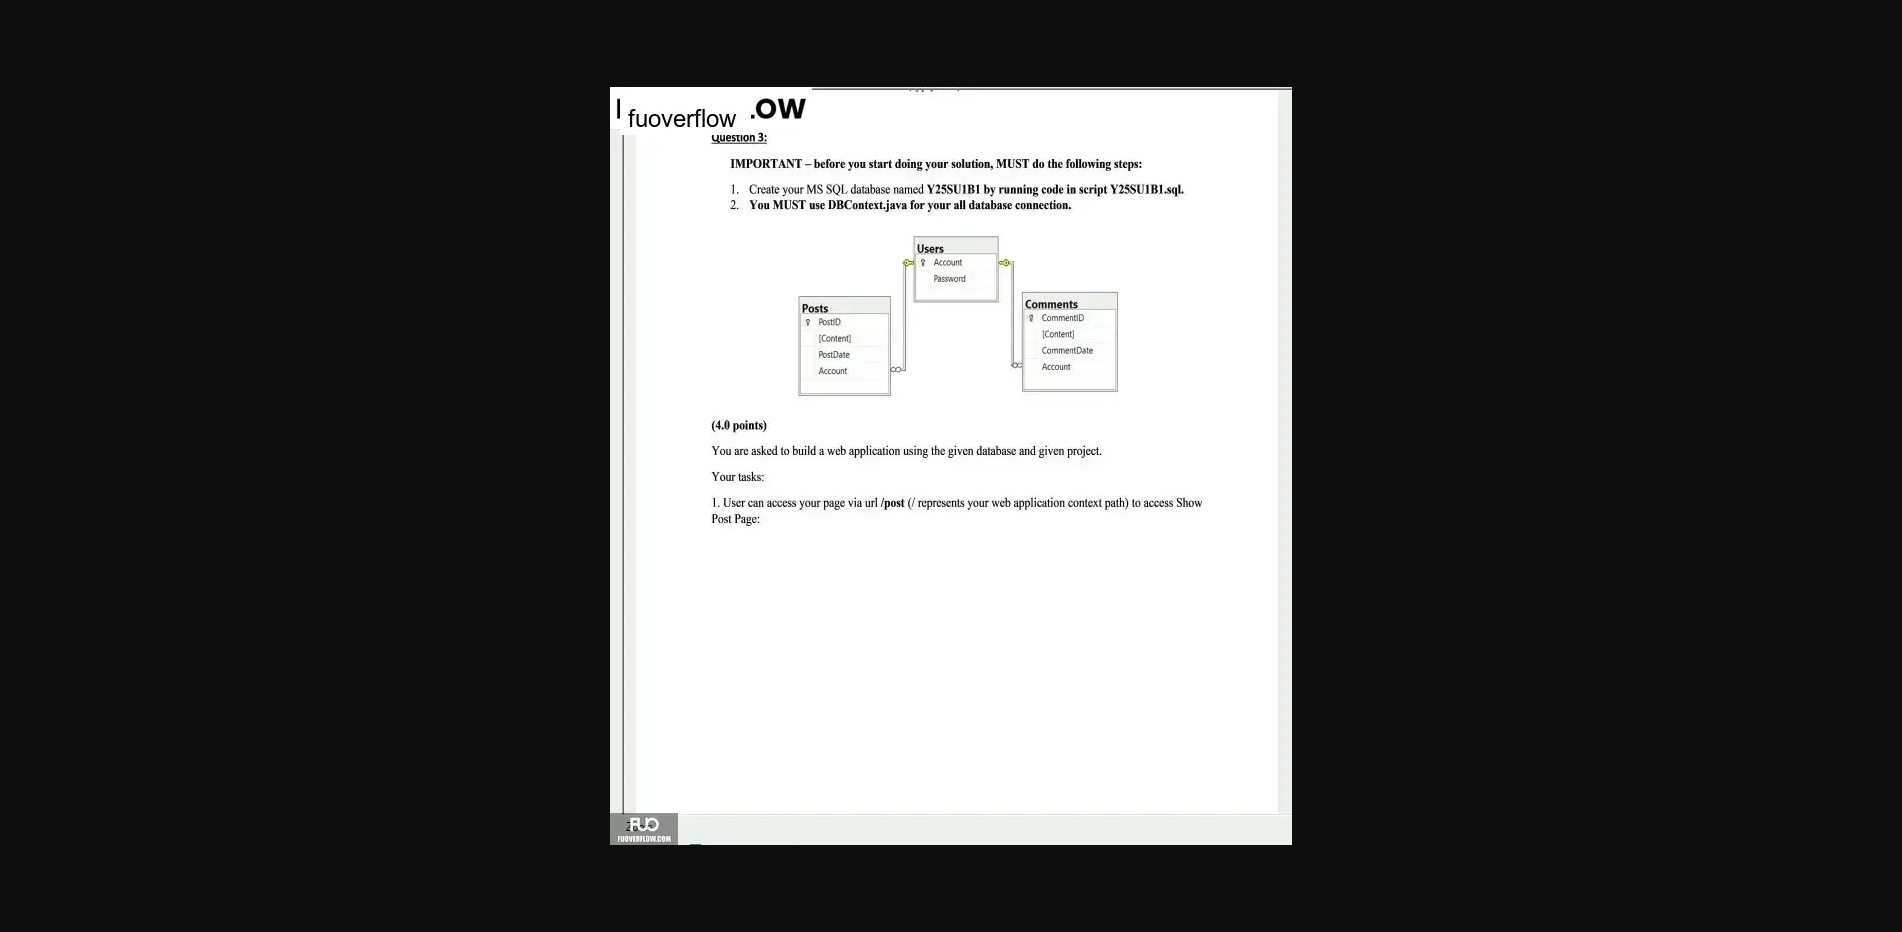 fuoverflow .OW
Question 3:
IMPORTANT – before you start doing your solution, MUST do the following steps:
1. Create your MS SQL database named Y25SU1B1 by running code in script Y25SU1B1.sql.
2. You MUST use DBContext.java for your all database connection.
Users
Account
Password
Posts
PostID
[Content]
PostDate
Account
Comments
CommentID
[Content]
CommentDate
Account
(4.0 points)
You are asked to build a web application using the given database and given project.
Your tasks:
1. User can access your page via url /post (/ represents your web application context path) to access Show
Post Page:
FUO
FUOVERFLOW.COM